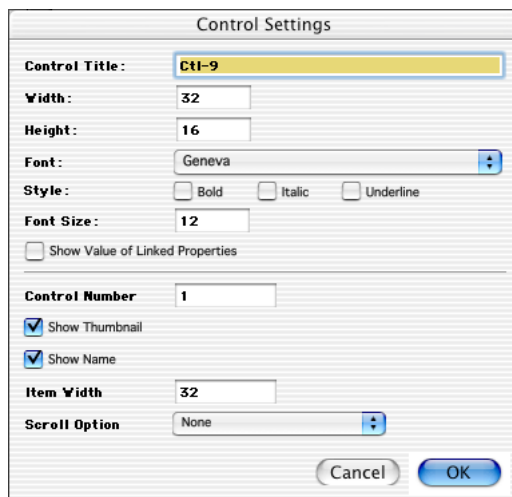 Control Settings
Control Title: Ctl-9
Width: 32
Height: 16
Font: Geneva
Style: Bold Italic Underline
Font Size: 12
Show Value of Linked Properties
Control Number 1
Show Thumbnail
Show Name
Item Width 32
Scroll Option None
Cancel OK